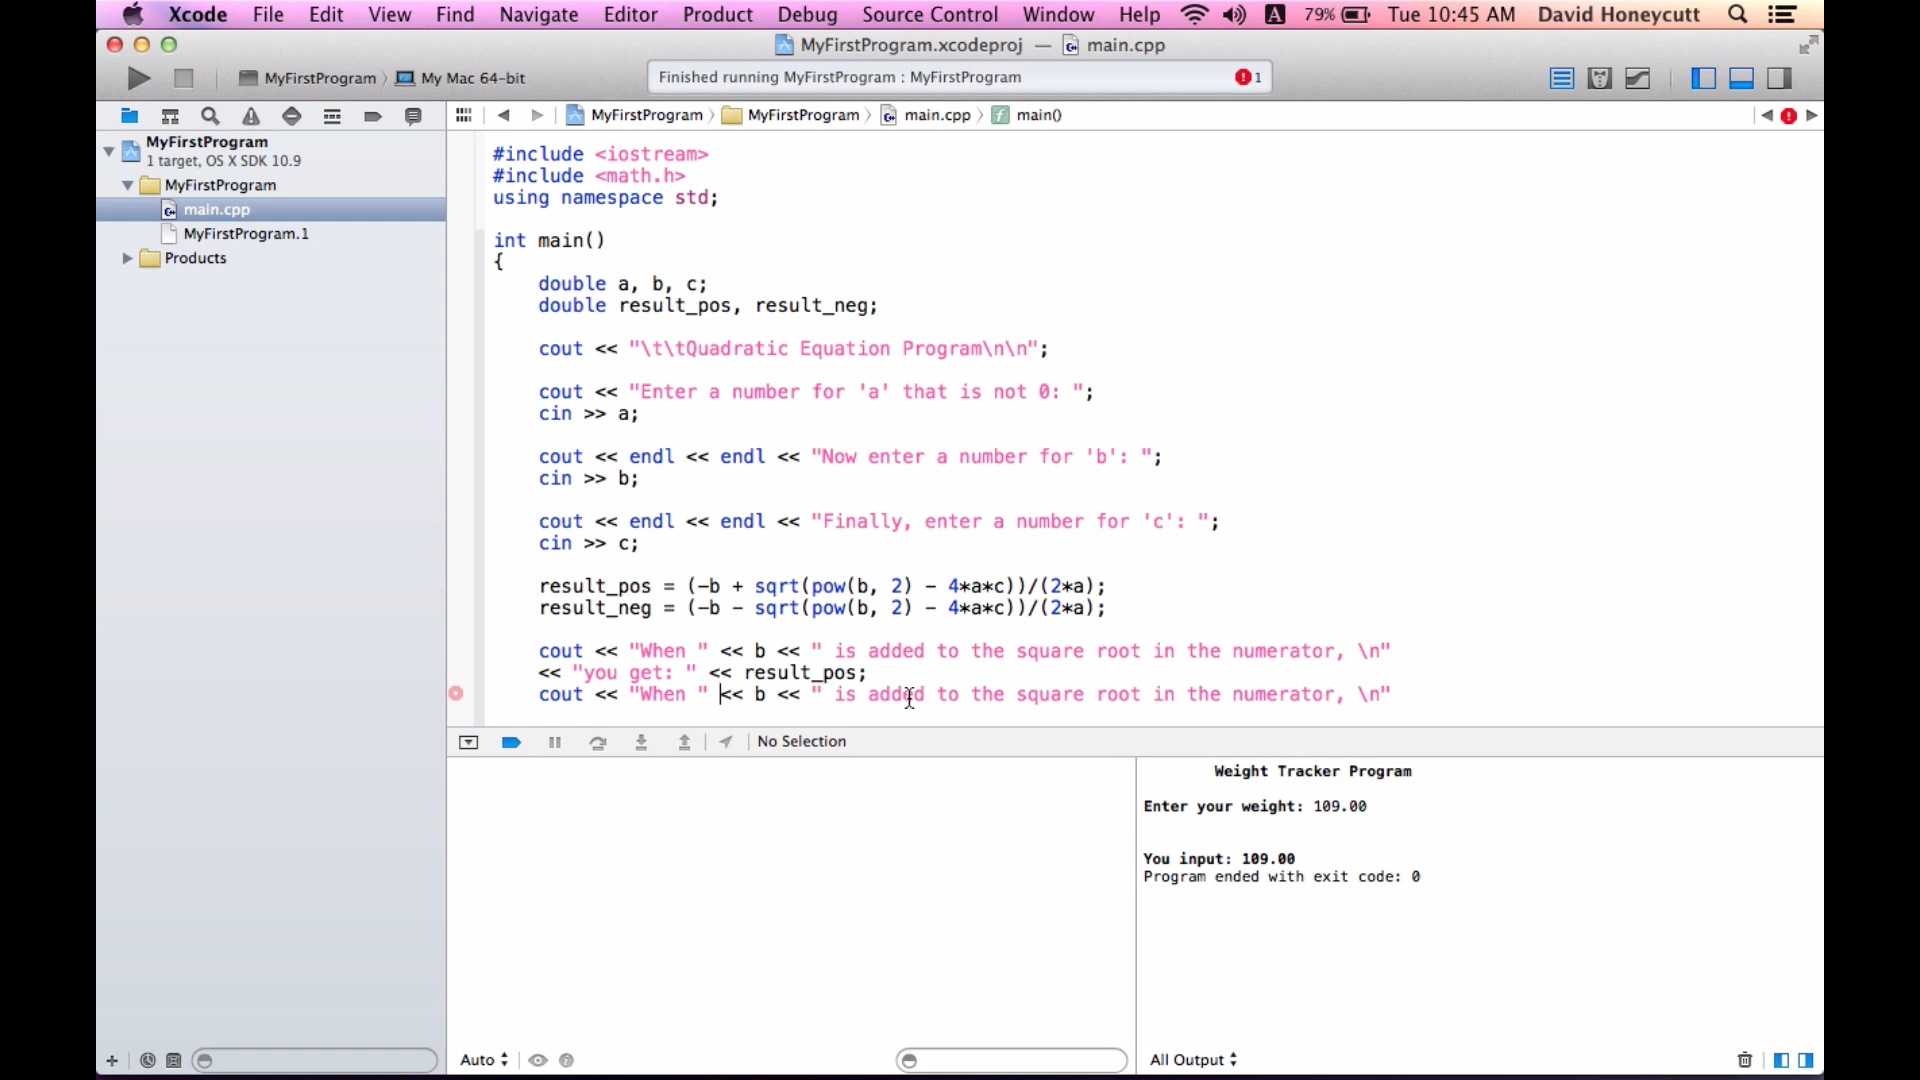 Xcode File Edit View Find Navigate Editor Product Debug Source Control Window Help A 79% Tue 10:45 AM David Honeycutt
MyFirstProgram.xcodeproj — main.cpp
MyFirstProgram My Mac 64-bit
Finished running MyFirstProgram : MyFirstProgram 1
MyFirstProgram MyFirstProgram main.cpp main()
MyFirstProgram
1 target, OS X SDK 10.9
MyFirstProgram
main.cpp
MyFirstProgram.1
Products
#include <iostream>
#include <math.h>
using namespace std;
int main()
{
double a, b, c;
double result_pos, result_neg;
cout << "\t\tQuadratic Equation Program\n\n";
cout << "Enter a number for 'a' that is not 0: ";
cin >> a;
cout << endl << endl << "Now enter a number for 'b': ";
cin >> b;
cout << endl << endl << "Finally, enter a number for 'c': ";
cin >> c;
result_pos = (-b + sqrt(pow(b, 2) - 4*a*c))/(2*a);
result_neg = (-b - sqrt(pow(b, 2) - 4*a*c))/(2*a);
cout << "When " << b << " is added to the square root in the numerator, \n"
<< "you get: " << result_pos;
cout << "When " << b << " is added to the square root in the numerator, \n"
No Selection
Weight Tracker Program
Enter your weight: 109.00
You input: 109.00
Program ended with exit code: 0
Auto
All Output